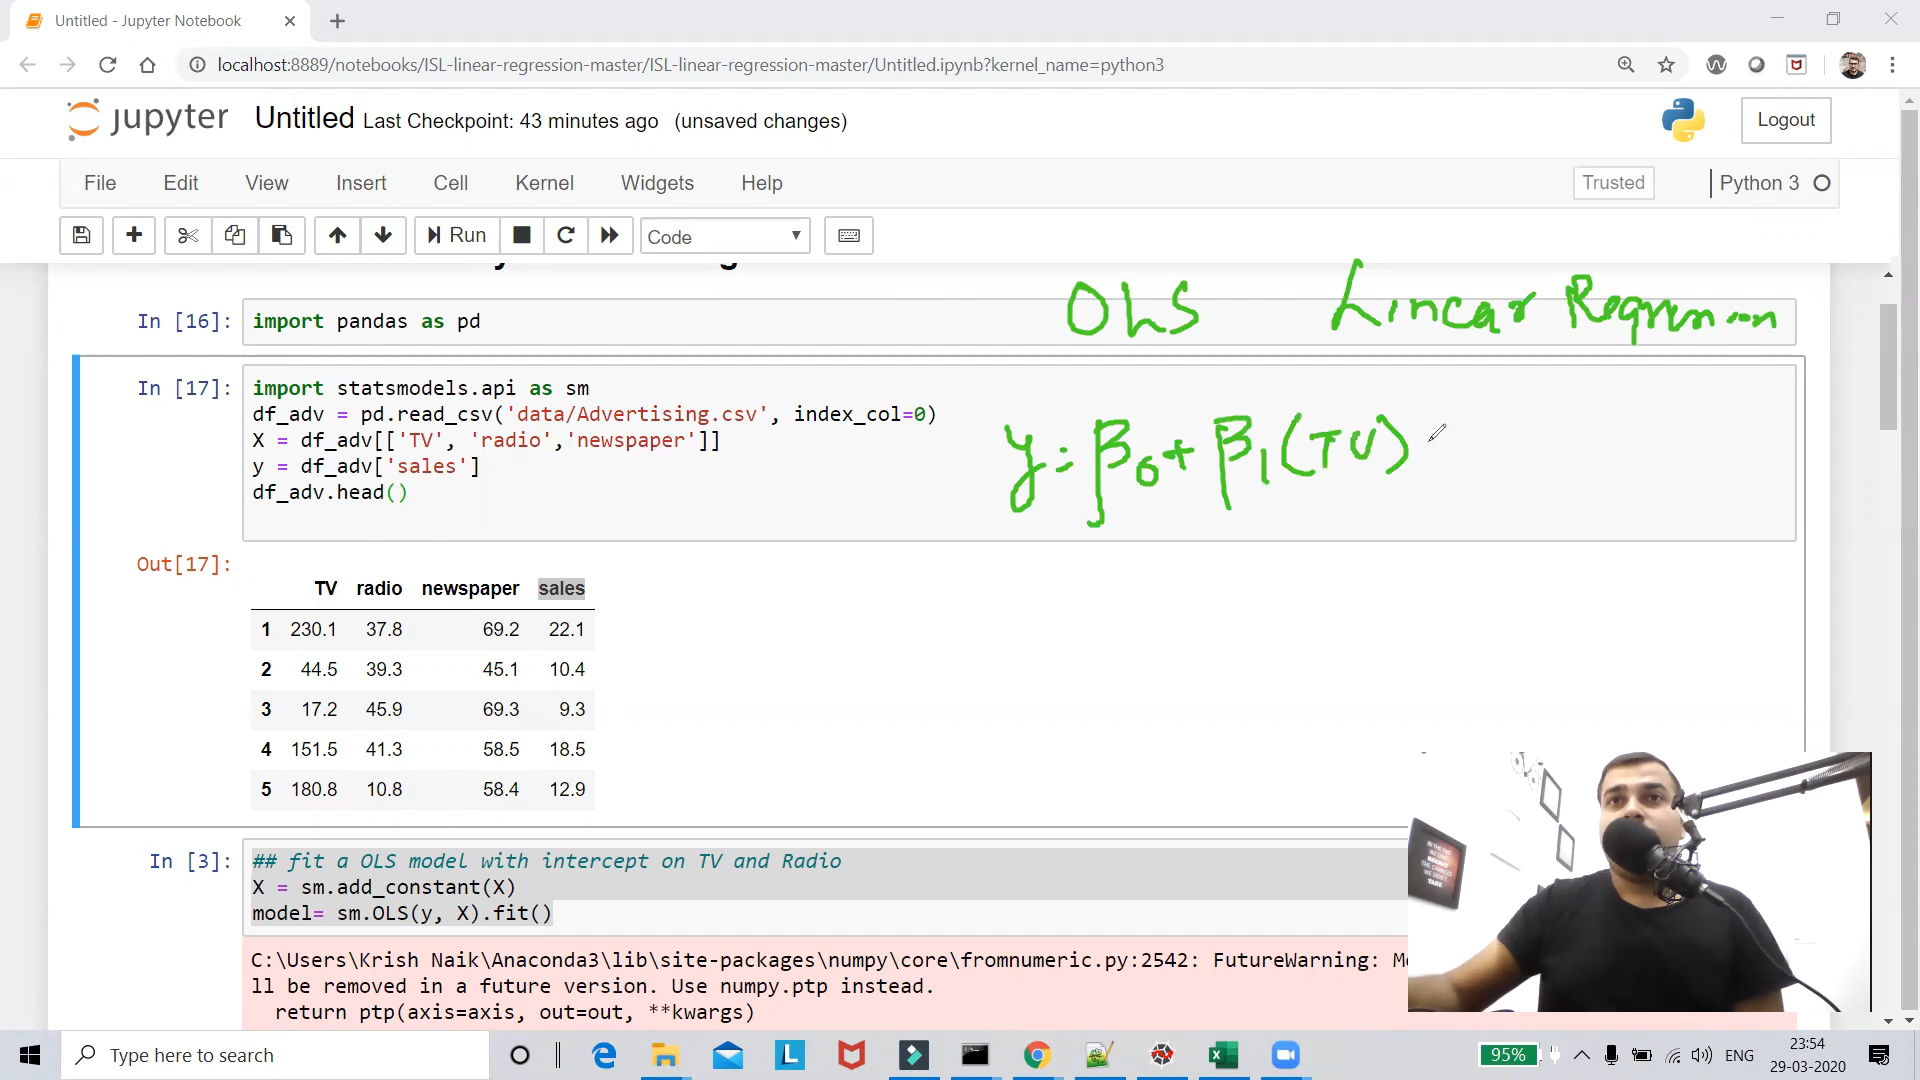 Untitled - Jupyter Notebook
localhost:8889/notebooks/ISL-linear-regression-master/ISL-linear-regression-master/Untitled.ipynb?kernel_name=python3
jupyter Untitled Last Checkpoint: 43 minutes ago (unsaved changes) Logout
File Edit View Insert Cell Kernel Widgets Help Trusted Python 3
Run Code
OLS Linear Regression
In [16]: import pandas as pd
In [17]: import statsmodels.api as sm
df_adv = pd.read_csv('data/Advertising.csv', index_col=0)
X = df_adv[['TV', 'radio','newspaper']]
y = df_adv['sales']
df_adv.head()
y = β0 + β1 (TV)
Out[17]:
TV radio newspaper sales
1 230.1 37.8 69.2 22.1
2 44.5 39.3 45.1 10.4
3 17.2 45.9 69.3 9.3
4 151.5 41.3 58.5 18.5
5 180.8 10.8 58.4 12.9
In [3]: ## fit a OLS model with intercept on TV and Radio
X = sm.add_constant(X)
model= sm.OLS(y, X).fit()
C:\Users\Krish Naik\Anaconda3\lib\site-packages\numpy\core\fromnumeric.py:2542: FutureWarning:
ll be removed in a future version. Use numpy.ptp instead.
return ptp(axis=axis, out=out, **kwargs)
Type here to search
95% ENG 23:54
29-03-2020